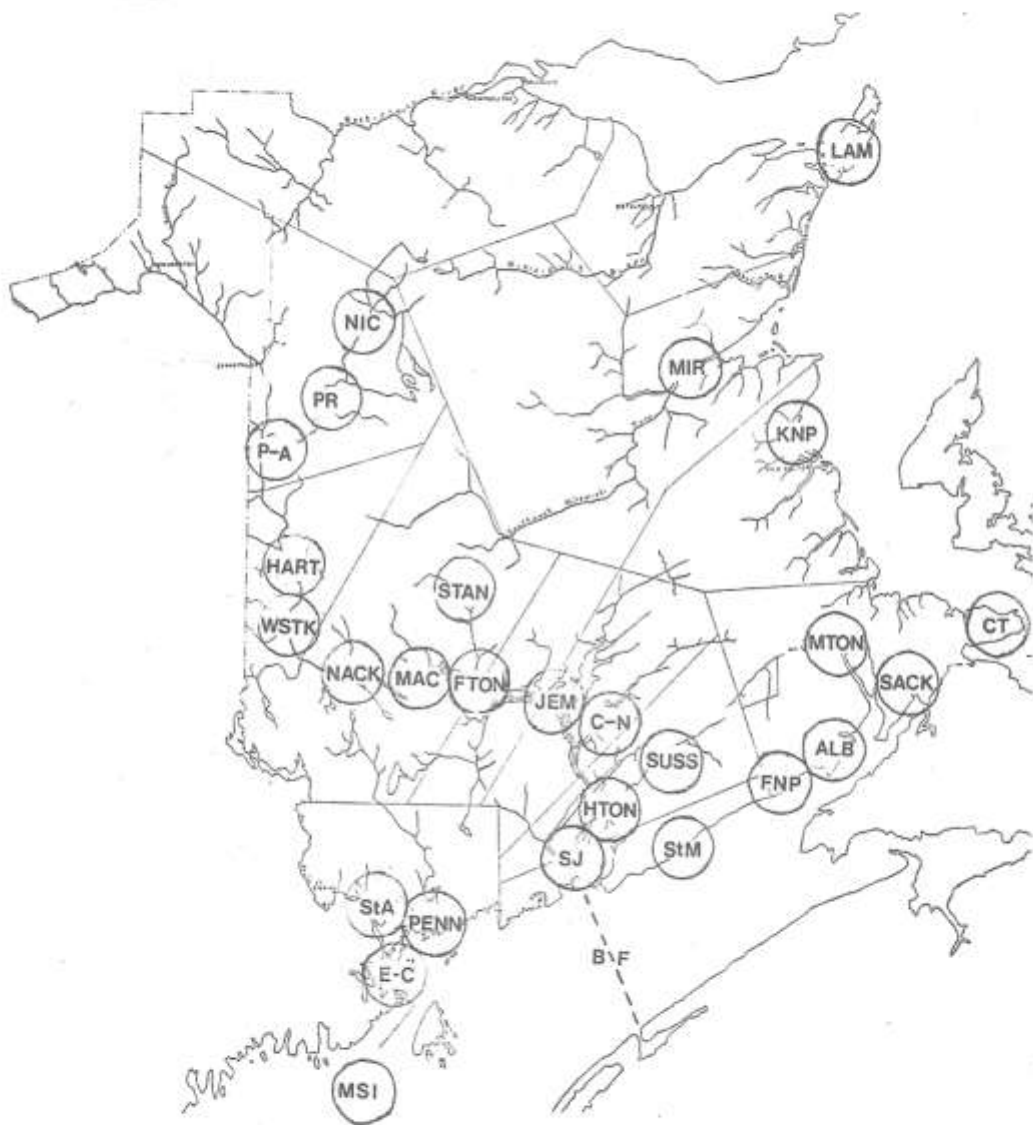 LAM
NIC
MIR
PR
KNP
P-A
HART
STAN
WSTK
CT
MTON
NACK
MAC
FTON
SACK
JEM
C-N
ALB
SUSS
FNP
HTON
StM
SJ
StA
PENN
B F
E-C
MSI